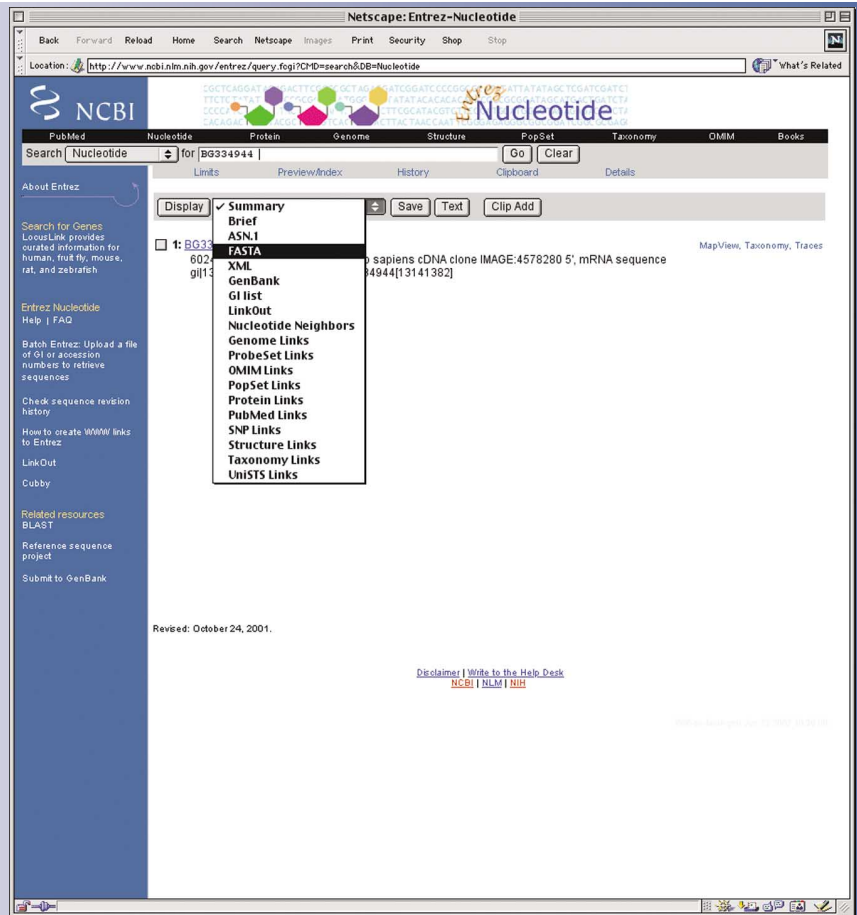 Netscape: Entrez-Nucleotide
Back Forward Reload Home Search Netscape Images Print Security Shop Stop
N
Location: http://www.ncbi.nlm.nih.gov/entrez/query.fcgi?CMD=search&DB=Nucleotide What's Related
NCBI
Entrez
Nucleotide
PubMed Nucleotide Protein Genome Structure PopSet Taxonomy OMIM Books
Search Nucleotide for BG334944 Go Clear
Limits Preview/Index History Clipboard Details
About Entrez
Display ✓ Summary Save Text Clip Add
Brief
ASN.1
FASTA
XML
GenBank
GI list
LinkOut
Nucleotide Neighbors
Genome Links
ProbeSet Links
OMIM Links
PopSet Links
Protein Links
PubMed Links
SNP Links
Structure Links
Taxonomy Links
UniSTS Links
1: BG33 MapView, Taxonomy, Traces
6024 sapiens cDNA clone IMAGE:4578280 5', mRNA sequence
gi|13 4944[13141382]
Search for Genes
LocusLink provides
curated information for
human, fruit fly, mouse,
rat, and zebrafish
Entrez Nucleotide
Help | FAQ
Batch Entrez: Upload a file
of GI or accession
numbers to retrieve
sequences
Check sequence revision
history
How to create WWW links
to Entrez
LinkOut
Cubby
Related resources
BLAST
Reference sequence
project
Submit to GenBank
Revised: October 24, 2001.
Disclaimer | Write to the Help Desk
NCBI | NLM | NIH